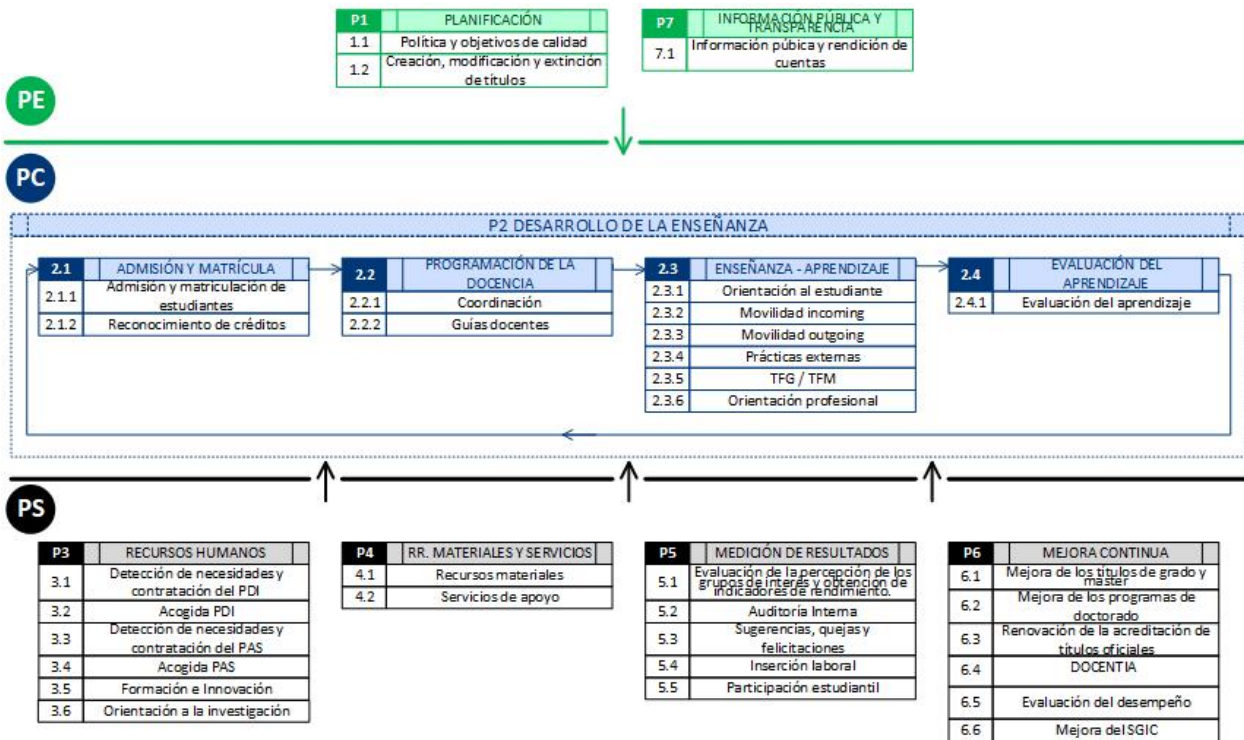 P1 PLANIFICACIÓN
1.1 Política y objetivos de calidad
1.2 Creación, modificación y extinción
de títulos
P7 INFORMACIÓN PÚBLICA Y
TRANSPARENCIA
7.1 Información púbica y rendición de
cuentas
PE
PC
P2 DESARROLLO DE LA ENSEÑANZA
2.1 ADMISIÓN Y MATRÍCULA
2.1.1 Admisión y matriculación de
estudiantes
2.1.2 Reconocimiento de créditos
2.2 PROGRAMACIÓN DE LA
DOCENCIA
2.2.1 Coordinación
2.2.2 Guías docentes
2.3 ENSEÑANZA - APRENDIZAJE
2.3.1 Orientación al estudiante
2.3.2 Movilidad incoming
2.3.3 Movilidad outgoing
2.3.4 Prácticas externas
2.3.5 TFG / TFM
2.3.6 Orientación profesional
2.4 EVALUACIÓN DEL
APRENDIZAJE
2.4.1 Evaluación del aprendizaje
PS
P3 RECURSOS HUMANOS
3.1 Detección de necesidades y
contratación del PDI
3.2 Acogida PDI
3.3 Detección de necesidades y
contratación del PAS
3.4 Acogida PAS
3.5 Formación e Innovación
3.6 Orientación a la investigación
P4 RR. MATERIALES Y SERVICIOS
4.1 Recursos materiales
4.2 Servicios de apoyo
P5 MEDICIÓN DE RESULTADOS
5.1 Evaluación de la percepción de los
grupos de interés y obtención de
indicadores de rendimiento.
5.2 Auditoría Interna
5.3 Sugerencias, quejas y
felicitaciones
5.4 Inserción laboral
5.5 Participación estudiantil
P6 MEJORA CONTINUA
6.1 Mejora de los títulos de grado y
máster
6.2 Mejora de los programas de
doctorado
6.3 Renovación de la acreditación de
títulos oficiales
6.4 DOCENTIA
6.5 Evaluación del desempeño
6.6 Mejora del SGIC